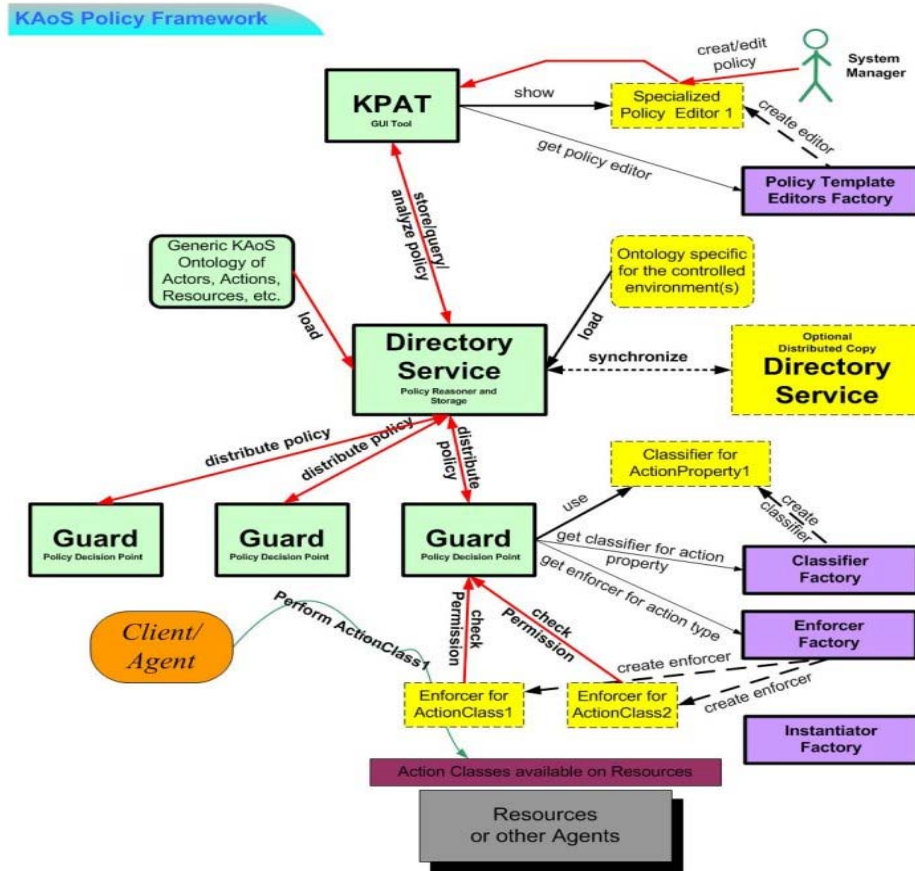 KAoS Policy Framework
creat/edit
policy
System
Manager
KPAT
GUI Tool
show
Specialized
Policy Editor 1
create editor
get policy editor
Policy Template
Editors Factory
store/query/
analyze policy
Generic KAoS
Ontology of
Actors, Actions,
Resources, etc.
load
Ontology specific
for the controlled
environment(s)
load
Directory
Service
Policy Reasoner and
Storage
synchronize
Optional
Distributed Copy
Directory
Service
distribute policy
distribute policy
distribute
policy
Classifier for
ActionProperty1
use
create
classifier
Guard
Policy Decision Point
Guard
Policy Decision Point
Guard
Policy Decision Point
get classifier for action
property
get enforcer for action type
Classifier
Factory
Client/
Agent
Perform ActionClass1
check
Permission
check
Permission
Enforcer
Factory
create enforcer
create enforcer
Enforcer for
ActionClass1
Enforcer for
ActionClass2
Instantiator
Factory
Action Classes available on Resources
Resources
or other Agents